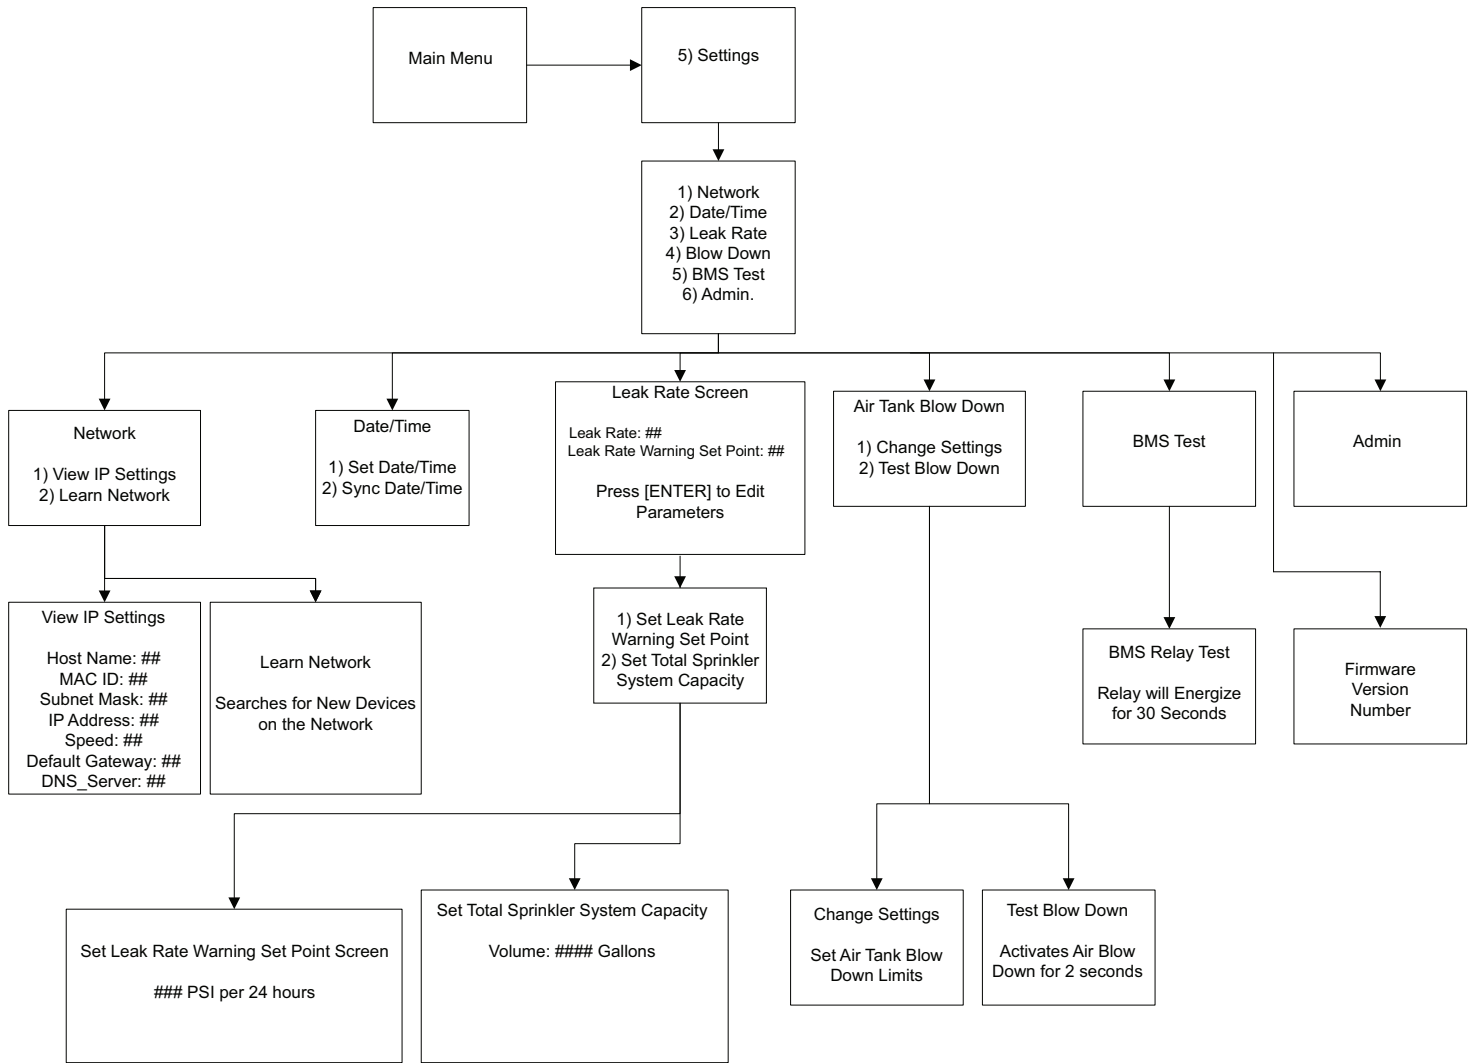 Main Menu
5) Settings
1) Network
2) Date/Time
3) Leak Rate
4) Blow Down
5) BMS Test
6) Admin.
Network
1) View IP Settings
2) Learn Network
Date/Time
1) Set Date/Time
2) Sync Date/Time
Leak Rate Screen
Leak Rate: ##
Leak Rate Warning Set Point: ##
Press [ENTER] to Edit
Parameters
Air Tank Blow Down
1) Change Settings
2) Test Blow Down
BMS Test
Admin
View IP Settings
Host Name: ##
MAC ID: ##
Subnet Mask: ##
IP Address: ##
Speed: ##
Default Gateway: ##
DNS_Server: ##
Learn Network
Searches for New Devices
on the Network
1) Set Leak Rate
Warning Set Point
2) Set Total Sprinkler
System Capacity
BMS Relay Test
Relay will Energize
for 30 Seconds
Firmware
Version
Number
Set Leak Rate Warning Set Point Screen
### PSI per 24 hours
Set Total Sprinkler System Capacity
Volume: #### Gallons
Change Settings
Set Air Tank Blow
Down Limits
Test Blow Down
Activates Air Blow
Down for 2 seconds